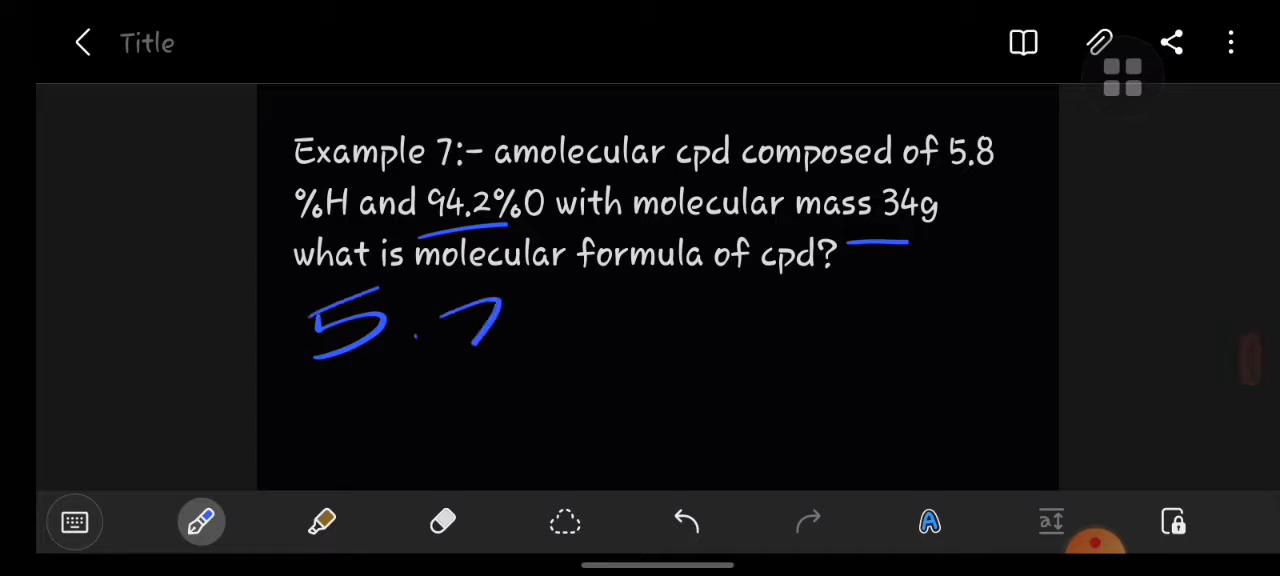 Title
Example 7:- amolecular cpd composed of 5.8
%H and 94.2%O with molecular mass 34g
what is molecular formula of cpd?
5.7